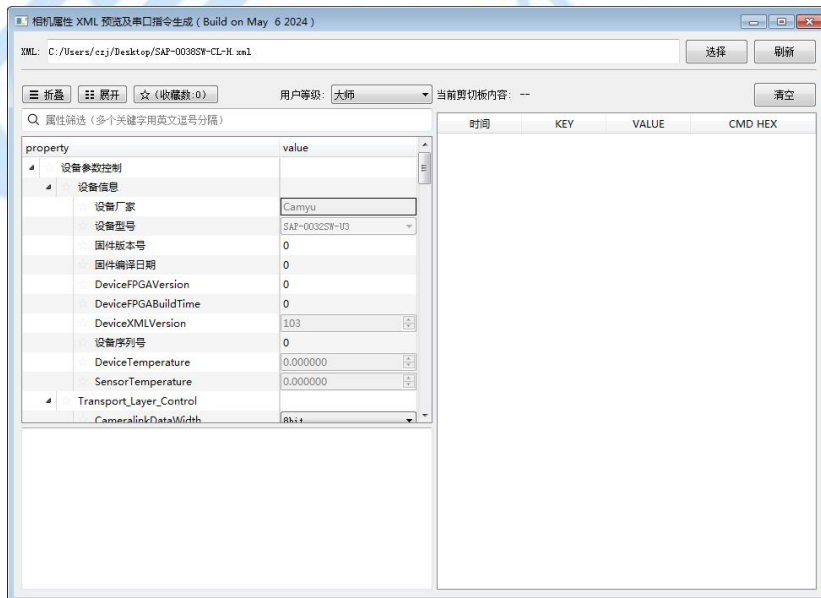 相机属性 XML 预览及串口指令生成 ( Build on May  6 2024 )
XML: C:/Users/czj/Desktop/SAP-0038SW-CL-H.xml 选择 刷新
折叠 展开 ☆ (收藏数:0) 用户等级: 大师 当前剪切板内容: -- 清空
属性筛选 (多个关键字用英文逗号分隔)
时间 KEY VALUE CMD HEX
property value
设备参数控制
设备信息
设备厂家 Camyu
设备型号 SAP-0032SW-U3
固件版本号 0
固件编译日期 0
DeviceFPGAVersion 0
DeviceFPGABuildTime 0
DeviceXMLVersion 103
设备序列号 0
DeviceTemperature 0.000000
SensorTemperature 0.000000
Transport_Layer_Control
CameralinkDataWidth 8bit